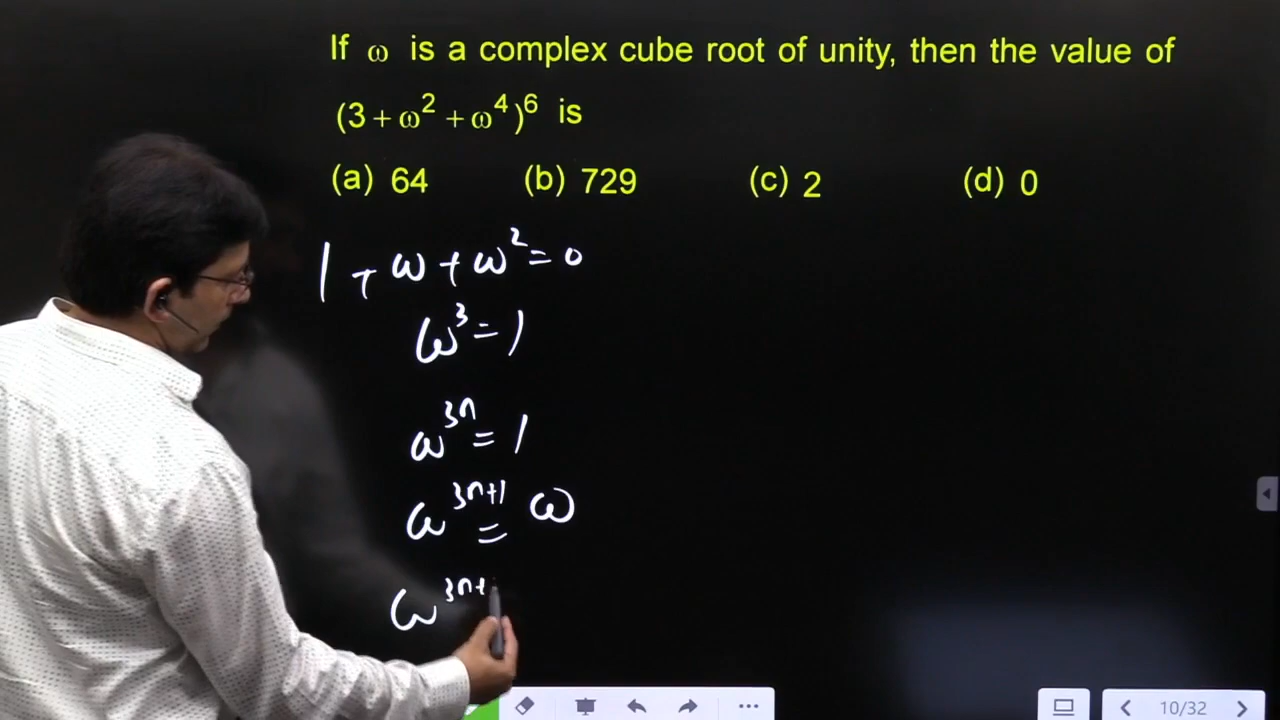 If ω is a complex cube root of unity, then the value of
(3 + ω² + ω⁴)⁶ is
(a) 64 (b) 729 (c) 2 (d) 0
1 + ω + ω² = 0
ω³ = 1
ω³ⁿ = 1
ω³ⁿ⁺¹ = ω
ω³ⁿ⁺
10/32